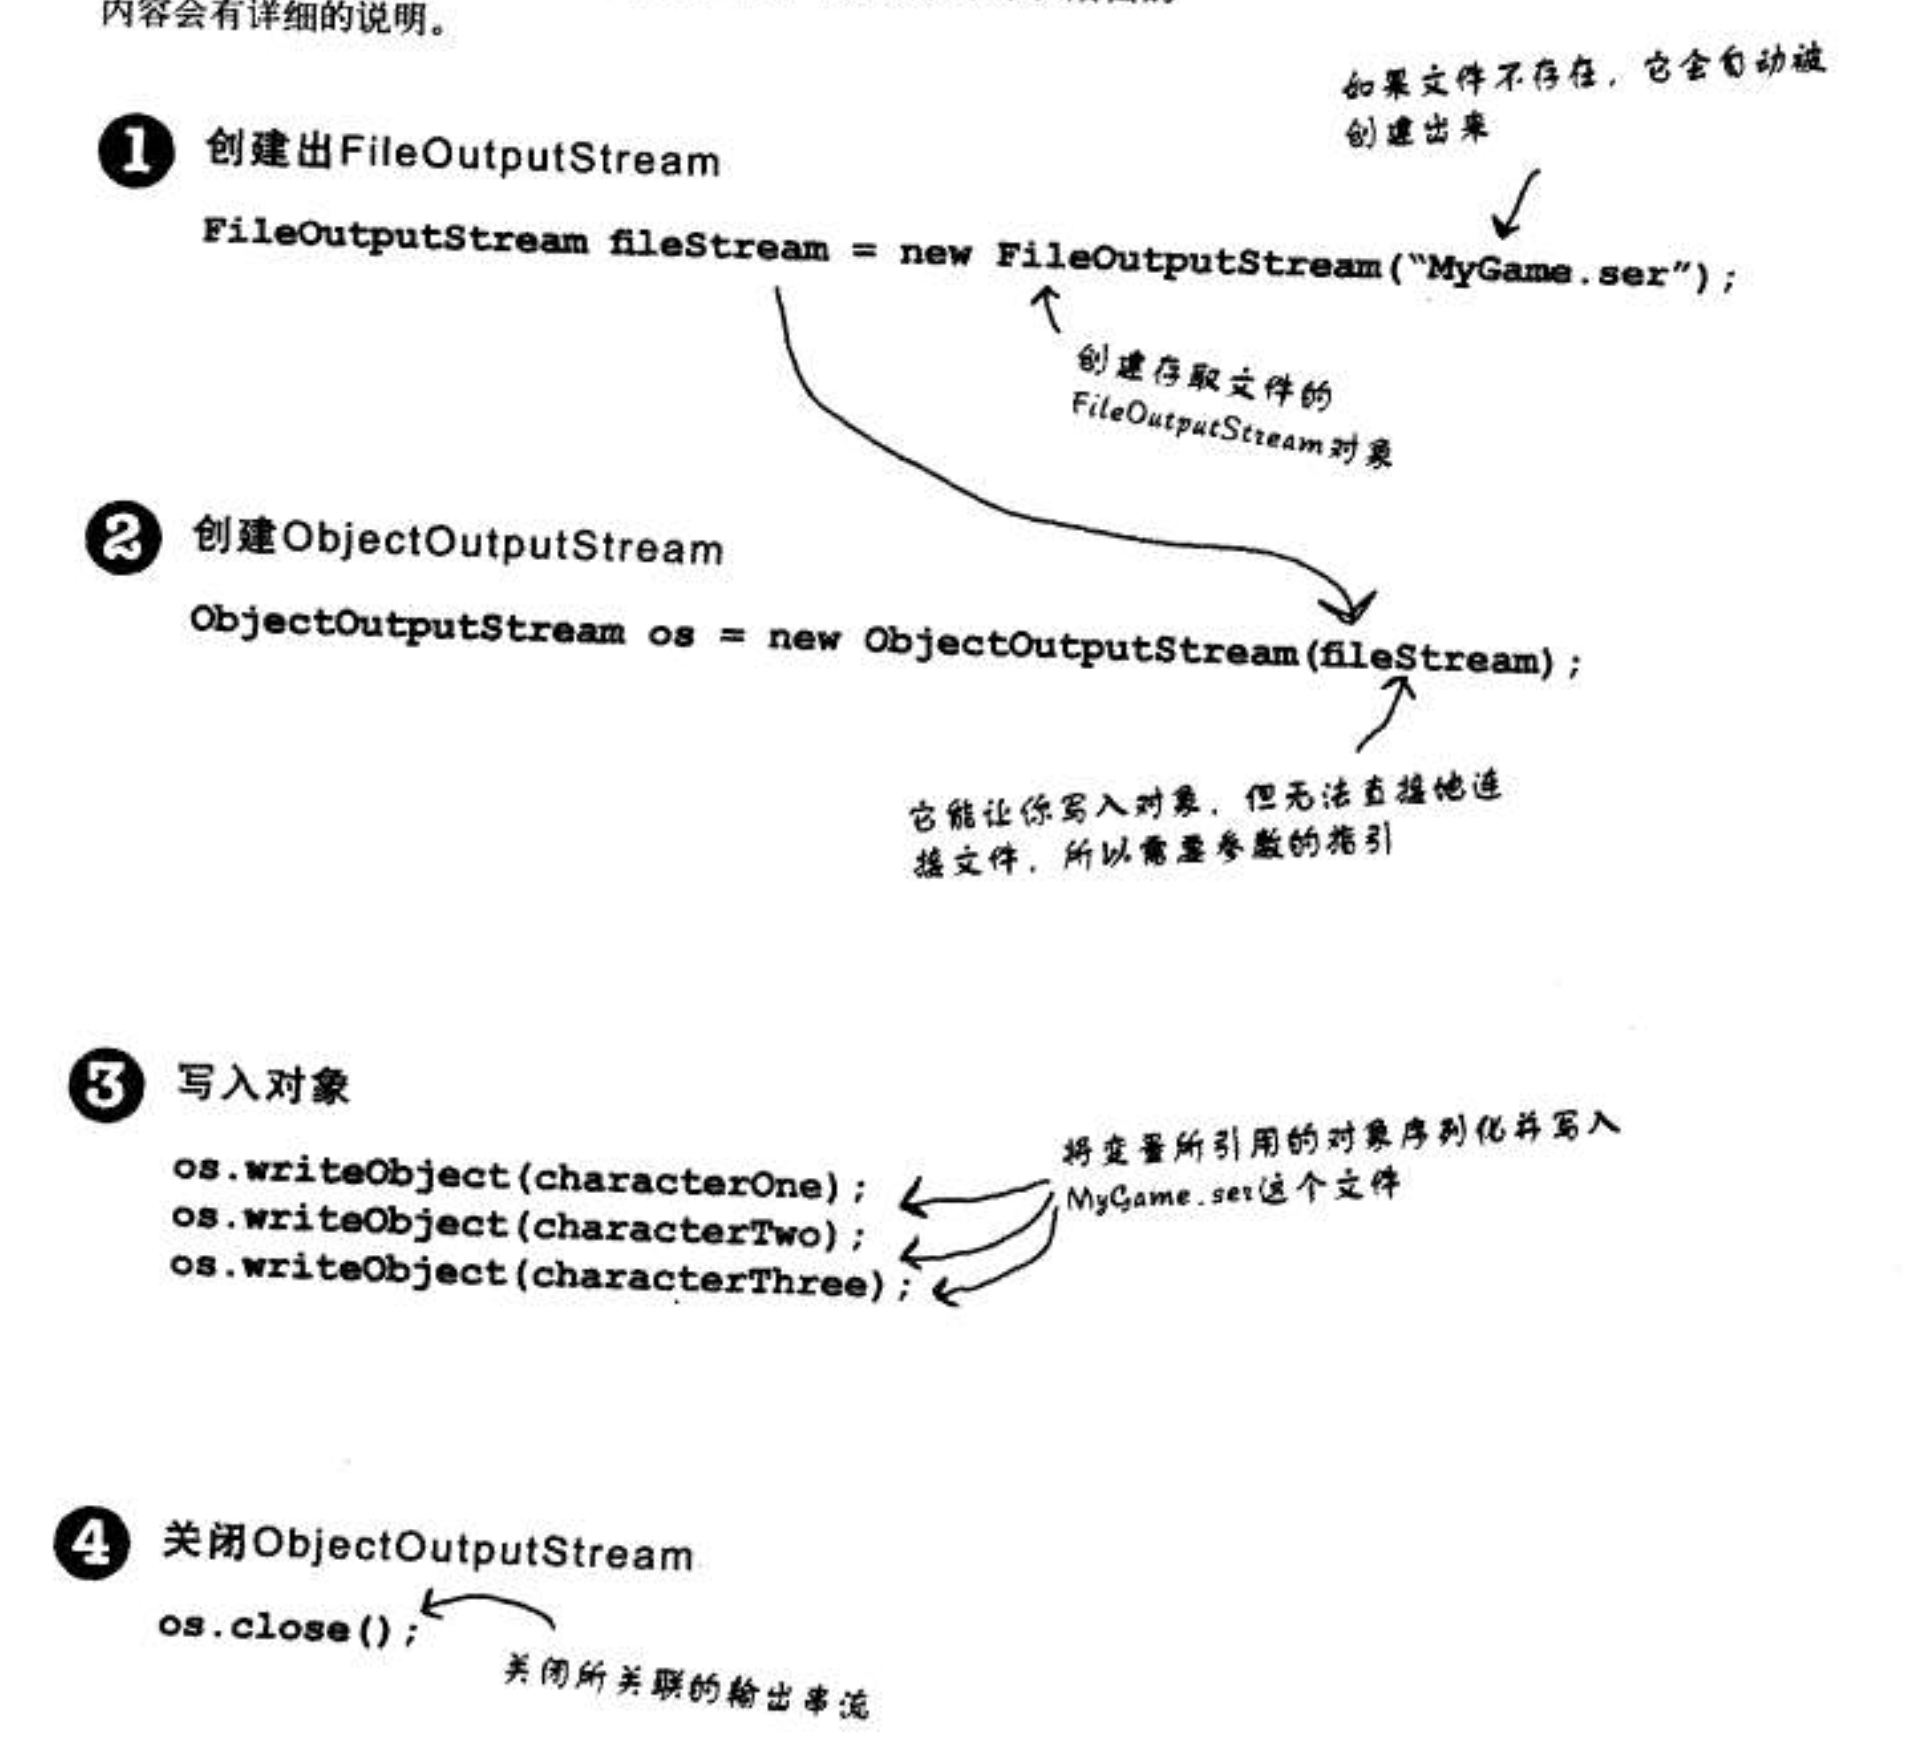 内容会有详细的说明。
如果文件不存在，它会自动被
创建出来
1 创建出FileOutputStream
FileOutputStream fileStream = new FileOutputStream(“MyGame.ser”);
创建存取文件的
FileOutputStream对象
2 创建ObjectOutputStream
ObjectOutputStream os = new ObjectOutputStream(fileStream);
它能让你写入对象，但无法直接地连
接文件，所以需要参数的指引
3 写入对象
将变量所引用的对象序列化并写入
MyGame.ser这个文件
os.writeObject(characterOne);
os.writeObject(characterTwo);
os.writeObject(characterThree);
4 关闭ObjectOutputStream
os.close();
关闭所关联的输出串流